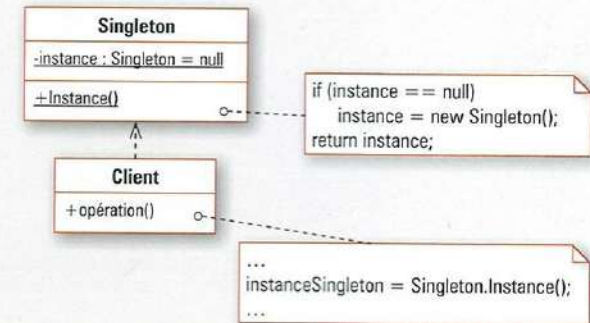 Singleton
-instance : Singleton = null
+Instance()
if (instance == null)
instance = new Singleton();
return instance;
Client
+opération()
...
instanceSingleton = Singleton.Instance();
...